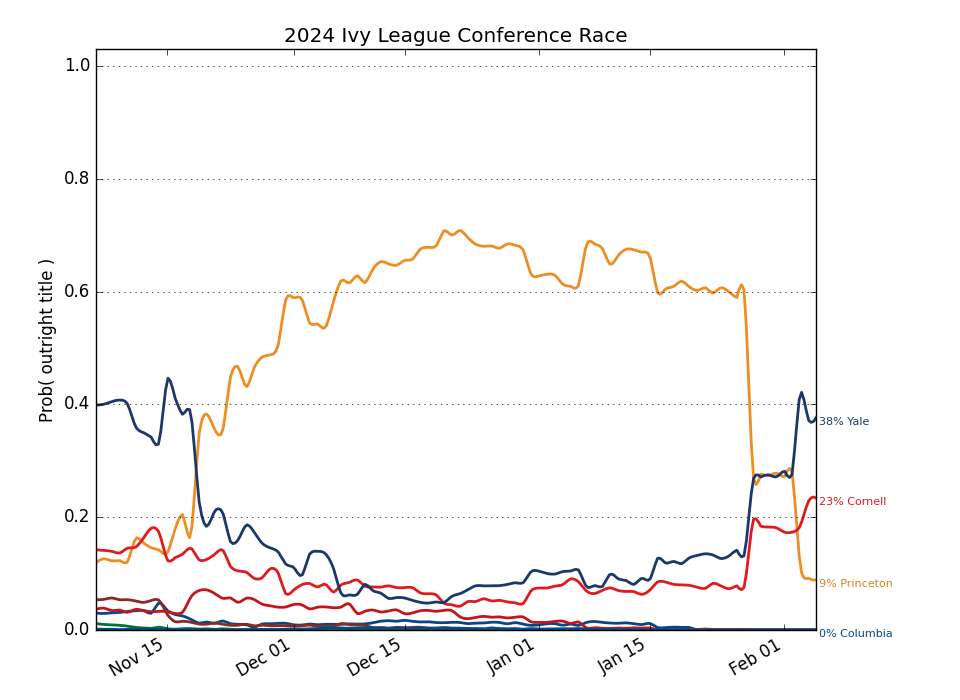 2024 Ivy League Conference Race
Prob( outright title )
1.0
0.8
0.6
0.4
0.2
0.0
38% Yale
23% Cornell
9% Princeton
0% Columbia
Nov 15
Dec 01
Dec 15
Jan 01
Jan 15
Feb 01